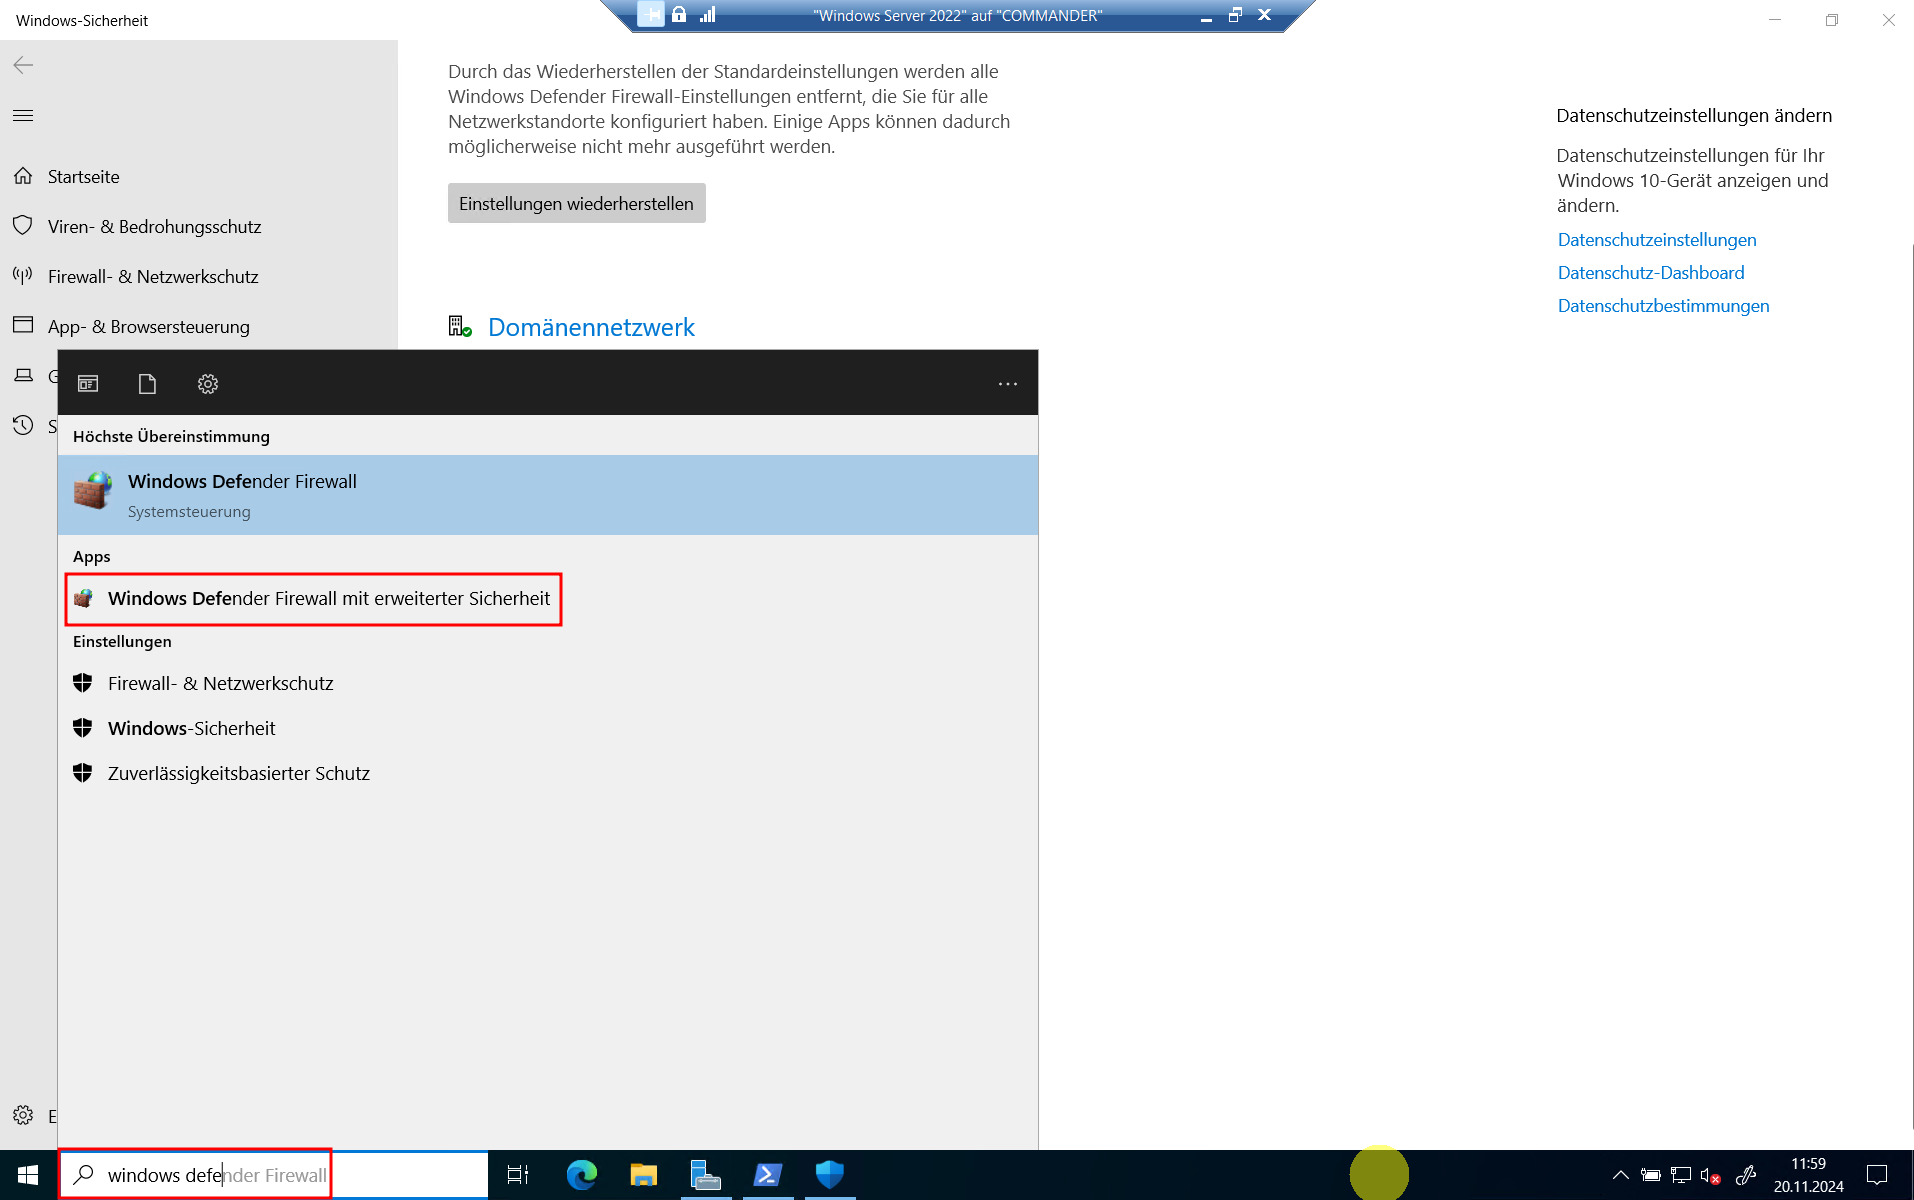 Windows-Sicherheit
"Windows Server 2022" auf "COMMANDER"
Startseite
Viren- & Bedrohungsschutz
Firewall- & Netzwerkschutz
App- & Browsersteuerung
G
S
E
Durch das Wiederherstellen der Standardeinstellungen werden alle
Windows Defender Firewall-Einstellungen entfernt, die Sie für alle
Netzwerkstandorte konfiguriert haben. Einige Apps können dadurch
möglicherweise nicht mehr ausgeführt werden.
Einstellungen wiederherstellen
Domänennetzwerk
Datenschutzeinstellungen ändern
Datenschutzeinstellungen für Ihr
Windows 10-Gerät anzeigen und
ändern.
Datenschutzeinstellungen
Datenschutz-Dashboard
Datenschutzbestimmungen
Höchste Übereinstimmung
Windows Defender Firewall
Systemsteuerung
Apps
Windows Defender Firewall mit erweiterter Sicherheit
Einstellungen
Firewall- & Netzwerkschutz
Windows-Sicherheit
Zuverlässigkeitsbasierter Schutz
windows defender Firewall
11:59
20.11.2024